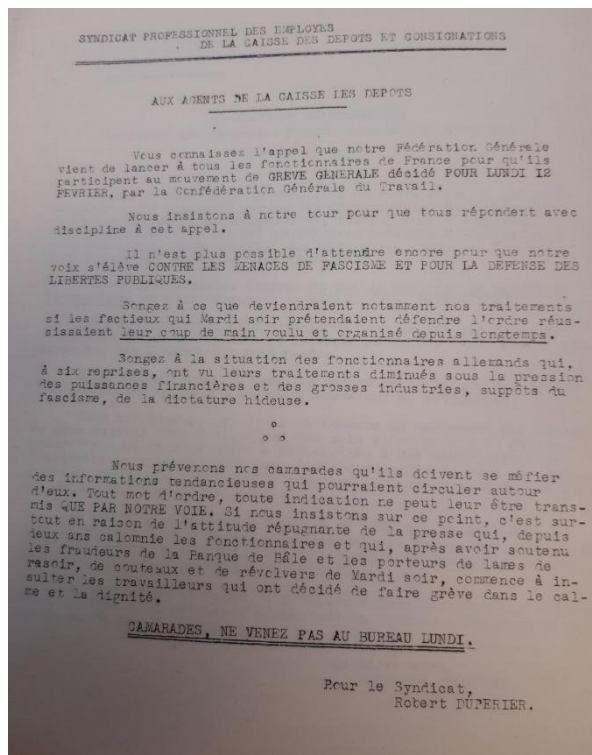 SYNDICAT PROFESSIONNEL DES EMPLOYES
DE LA CAISSE DES DEPOTS ET CONSIGNATIONS
AUX AGENTS DE LA CAISSE DES DEPOTS
Vous connaissez l'appel que notre Fédération Générale
vient de lancer à tous les fonctionnaires de France pour qu'ils
participent au mouvement de GREVE GENERALE décidé POUR LUNDI 12
FEVRIER, par la Confédération Générale du Travail.
Nous insistons à notre tour pour que tous répondent avec
discipline à cet appel.
Il n'est plus possible d'attendre encore pour que notre
voix s'élève CONTRE LES MENACES DE FASCISME ET POUR LA DEFENSE DES
LIBERTES PUBLIQUES.
Songez à ce que deviendraient notamment nos traitements
si les factieux qui Mardi soir prétendaient défendre l'ordre réus-
sissaient leur coup de main voulu et organisé depuis longtemps.
Songez à la situation des fonctionnaires allemands qui,
à six reprises, ont vu leurs traitements diminués sous la pression
des puissances financières et des grosses industries, suppôts du
fascisme, de la dictature hideuse.
o
o o
Nous prévenons nos camarades qu'ils doivent se méfier
des informations tendancieuses qui pourraient circuler autour
d'eux. Tout mot d'ordre, toute indication ne peut leur être trans-
mis QUE PAR NOTRE VOIE. Si nous insistons sur ce point, c'est sur-
tout en raison de l'attitude répugnante de la presse qui, depuis
deux ans calomnie les fonctionnaires et qui, après avoir soutenu
les fraudeurs de la Banque de Bâle et les porteurs de lames de
rasoir, de couteaux et de révolvers de Mardi soir, commence à in-
sulter les travailleurs qui ont décidé de faire grève dans le cal-
me et la dignité.
CAMARADES, NE VENEZ PAS AU BUREAU LUNDI.
Pour le Syndicat,
Robert DUPERIER.